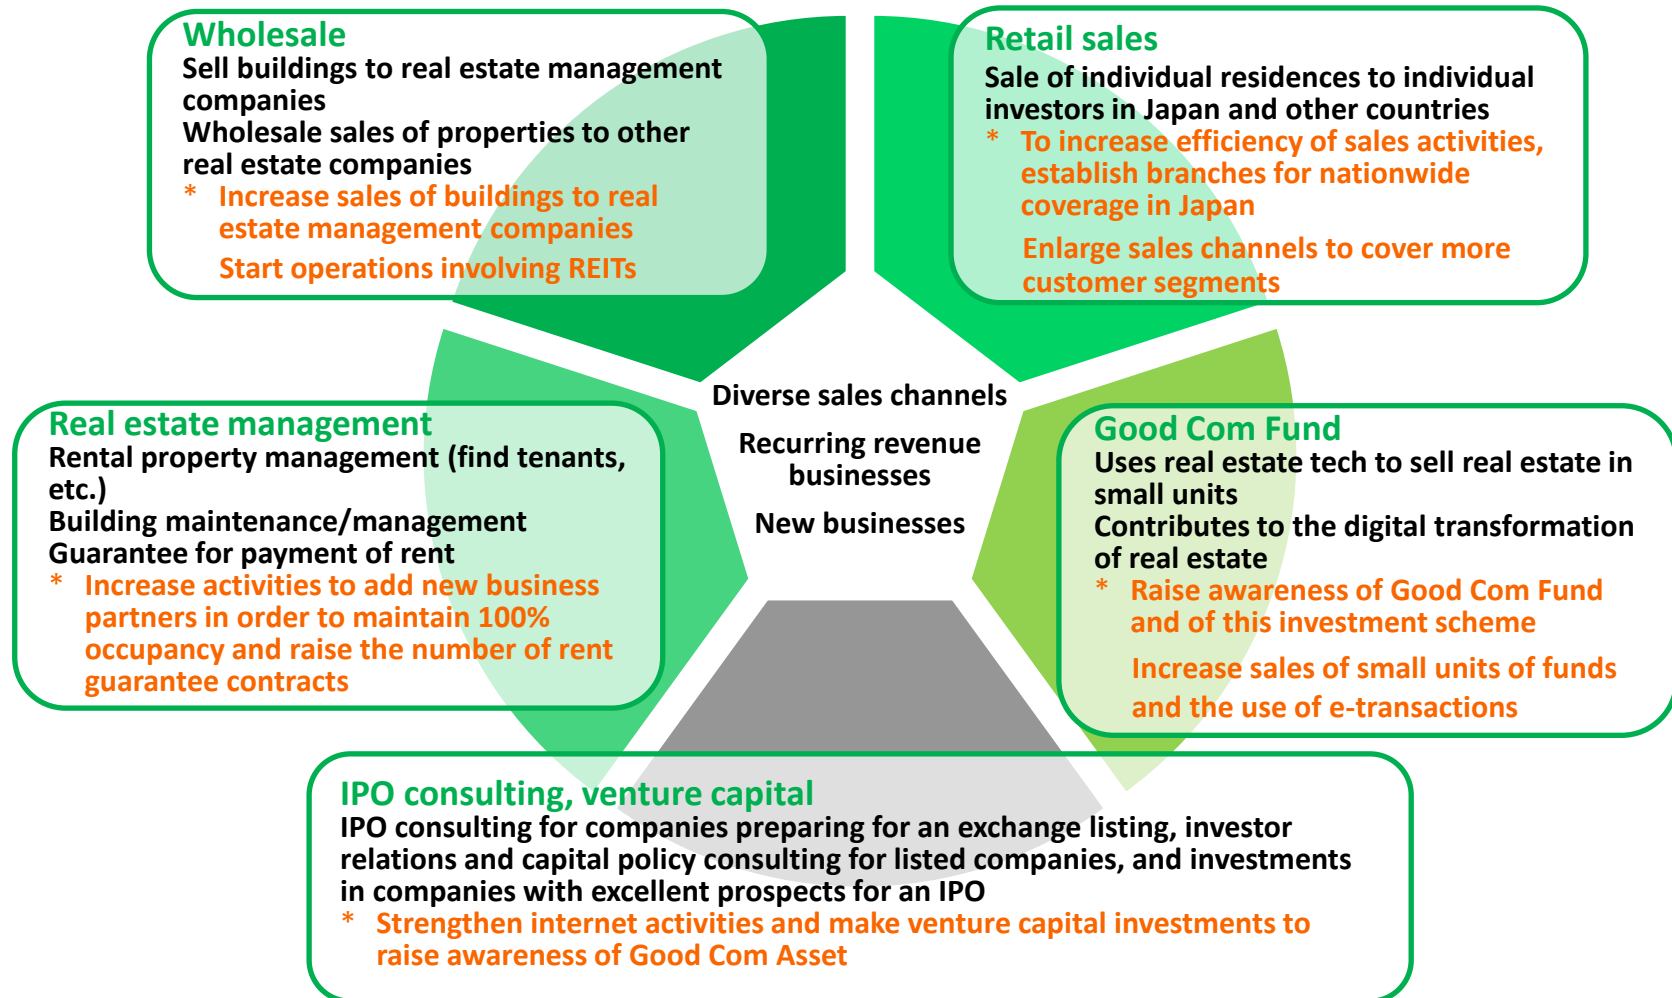 Wholesale
Sell buildings to real estate management
companies
Wholesale sales of properties to other
real estate companies
* Increase sales of buildings to real
estate management companies
Start operations involving REITs
Retail sales
Sale of individual residences to individual
investors in Japan and other countries
* To increase efficiency of sales activities,
establish branches for nationwide
coverage in Japan
Enlarge sales channels to cover more
customer segments
Diverse sales channels
Recurring revenue
businesses
New businesses
Real estate management
Rental property management (find tenants,
etc.)
Building maintenance/management
Guarantee for payment of rent
* Increase activities to add new business
partners in order to maintain 100%
occupancy and raise the number of rent
guarantee contracts
Good Com Fund
Uses real estate tech to sell real estate in
small units
Contributes to the digital transformation
of real estate
* Raise awareness of Good Com Fund
and of this investment scheme
Increase sales of small units of funds
and the use of e-transactions
IPO consulting, venture capital
IPO consulting for companies preparing for an exchange listing, investor
relations and capital policy consulting for listed companies, and investments
in companies with excellent prospects for an IPO
* Strengthen internet activities and make venture capital investments to
raise awareness of Good Com Asset